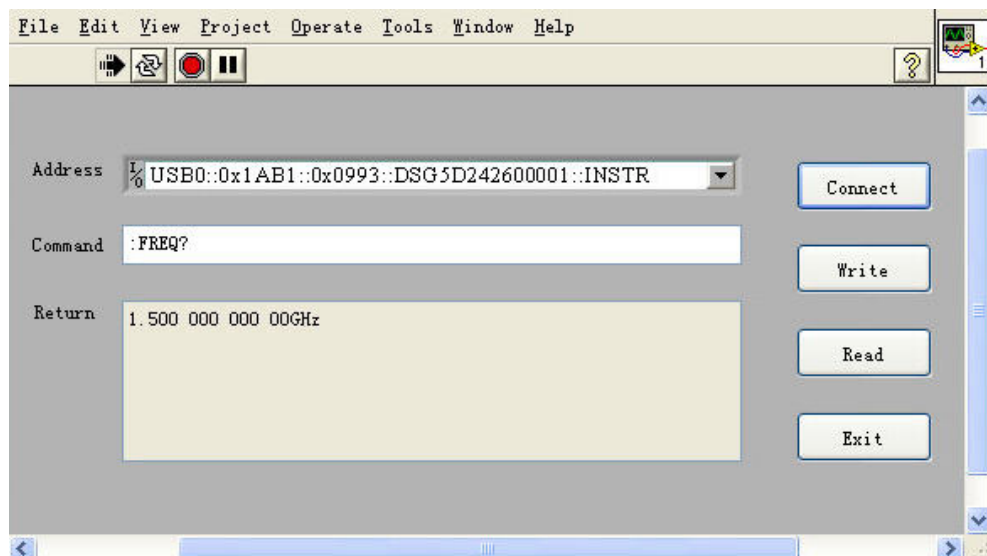 File Edit View Project Operate Tools Window Help
?
1
Address
I/O USB0::0x1AB1::0x0993::DSG5D242600001::INSTR
Connect
Command
:FREQ?
Write
Return
1.500 000 000 00GHz
Read
Exit